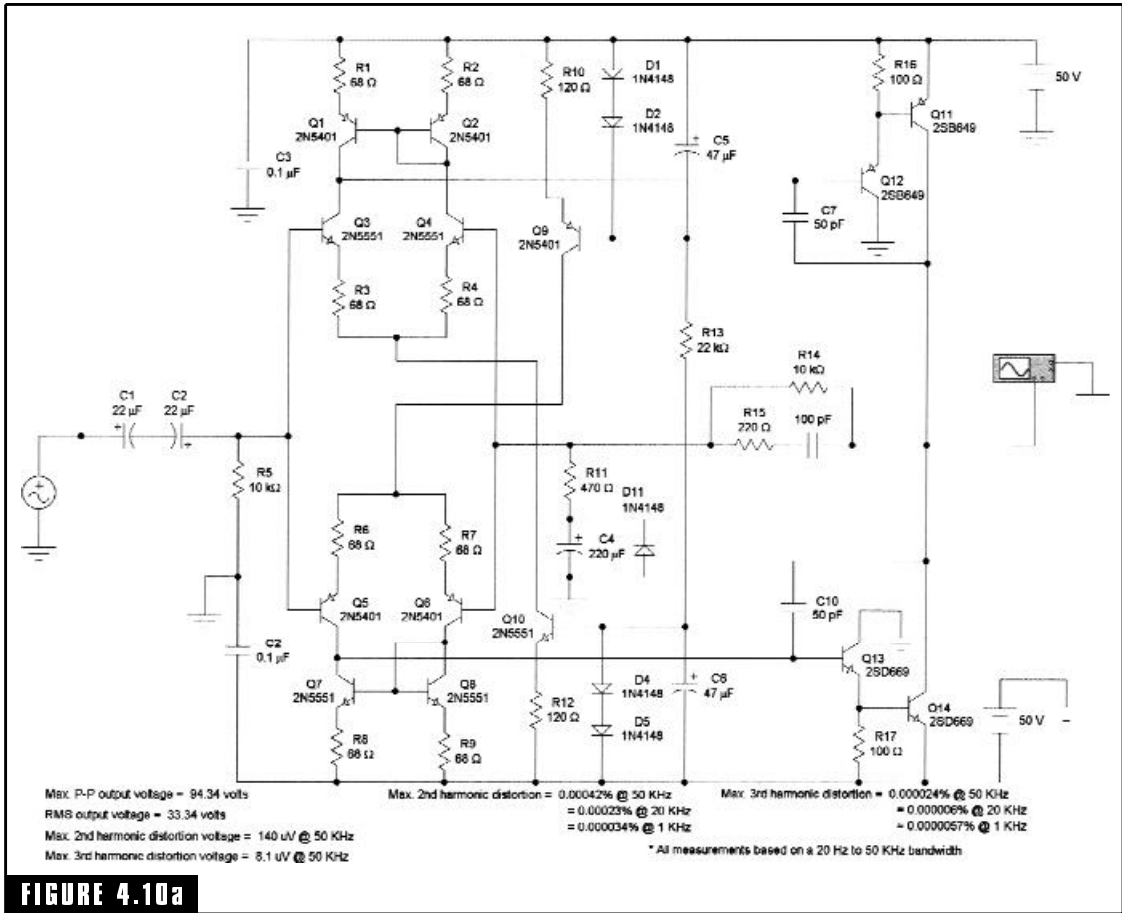 R1
68 Ω
R2
68 Ω
R10
120 Ω
D1
1N4148
D2
1N4148
R16
100 Ω
50 V
Q1
2N5401
Q2
2N5401
Q11
2SB649
C3
0.1 µF
C5
47 µF
Q12
2SB649
C7
50 pF
Q3
2N5551
Q4
2N5551
Q9
2N5401
R3
68 Ω
R4
68 Ω
R13
22 kΩ
R14
10 kΩ
C1
22 µF
C2
22 µF
R15
220 Ω
100 pF
R5
10 kΩ
R11
470 Ω
D11
1N4148
R6
68 Ω
R7
68 Ω
C4
220 µF
Q5
2N5401
Q6
2N5401
Q10
2N5551
C10
50 pF
C2
0.1 µF
Q13
2SD669
Q7
2N5551
Q8
2N5551
D4
1N4148
C6
47 µF
R12
120 Ω
D5
1N4148
Q14
2SD669
50 V
R8
68 Ω
R9
68 Ω
R17
100 Ω
Max. P-P output voltage = 94.34 volts
RMS output voltage = 33.34 volts
Max. 2nd harmonic distortion voltage = 140 uV @ 50 KHz
Max. 3rd harmonic distortion voltage = 8.1 uV @ 50 KHz
Max. 2nd harmonic distortion = 0.00042% @ 50 KHz
= 0.00023% @ 20 KHz
= 0.000034% @ 1 KHz
Max. 3rd harmonic distortion = 0.000024% @ 50 KHz
= 0.000006% @ 20 KHz
= 0.0000057% @ 1 KHz
* All measurements based on a 20 Hz to 50 KHz bandwidth
FIGURE 4.10a